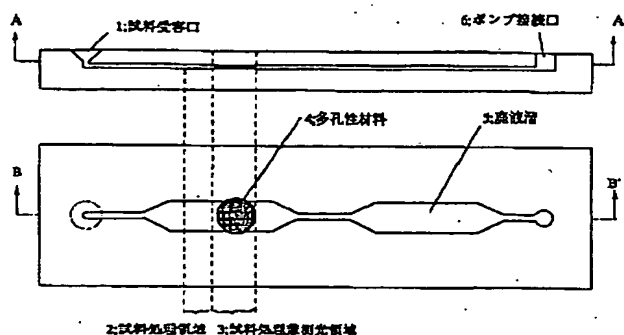 A A
1;試料受容口 6;ポンプ接続口
4;多孔性材料 5;廃液溜
B B'
2;試料処理領域 3;試料処理兼測光領域